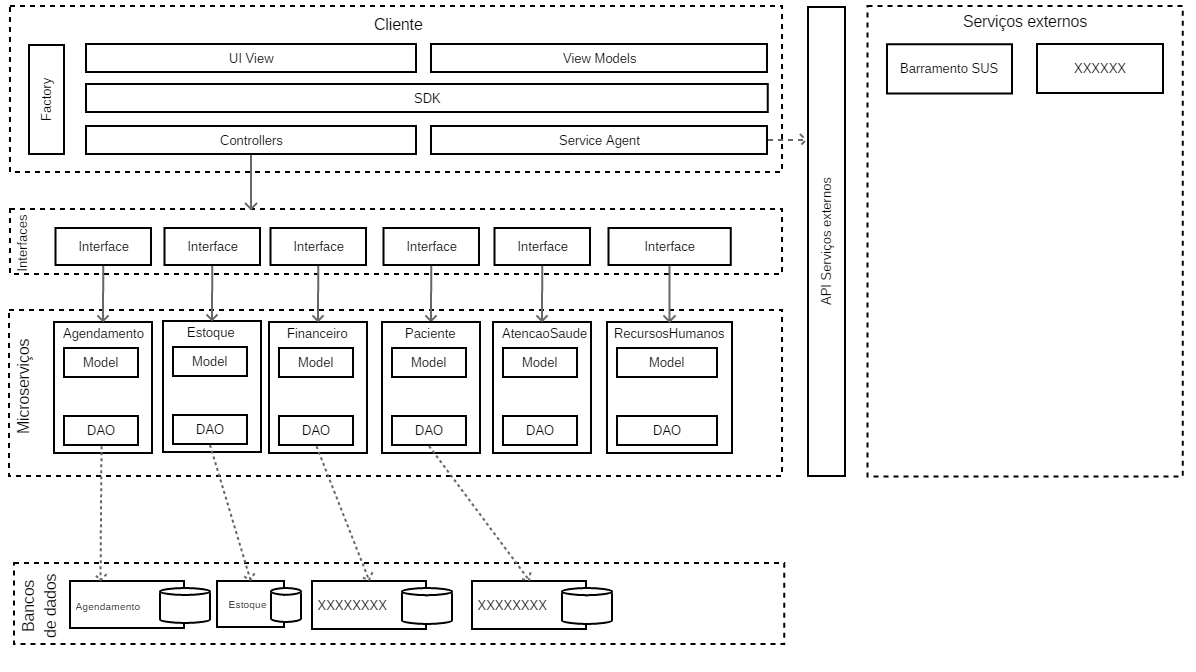 Cliente
Factory
UI View
View Models
SDK
Controllers
Service Agent
Interfaces
Interface
Interface
Interface
Interface
Interface
Interface
Microserviços
Agendamento
Model
DAO
Estoque
Model
DAO
Financeiro
Model
DAO
Paciente
Model
DAO
AtencaoSaude
Model
DAO
RecursosHumanos
Model
DAO
Bancos
de dados
Agendamento
Estoque
XXXXXXXX
XXXXXXXX
API Serviços externos
Serviços externos
Barramento SUS
XXXXXX